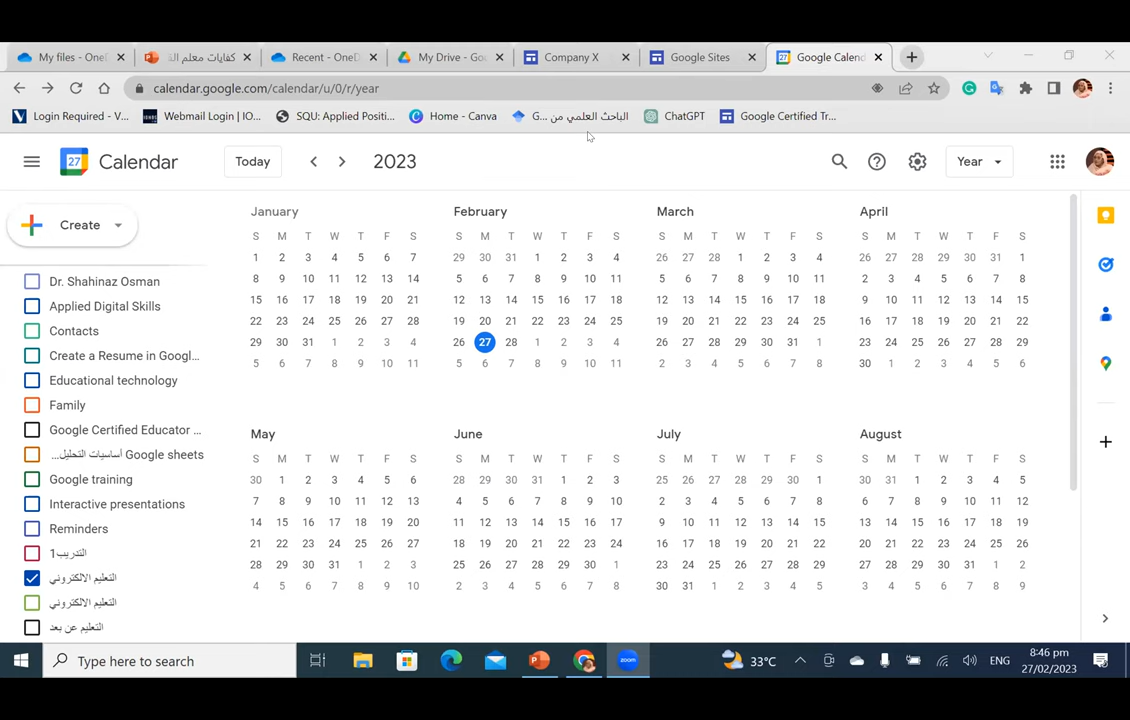 My files - OneD
كفايات معلم الق
Recent - OneD
My Drive - Goo
Company X
Google Sites
Google Calend
calendar.google.com/calendar/u/0/r/year
Login Required - V...
Webmail Login | IO...
SQU: Applied Positi...
Home - Canva
الباحث العلمي من G...
ChatGPT
Google Certified Tr...
27
Calendar
Today
2023
Year
Create
Dr. Shahinaz Osman
Applied Digital Skills
Contacts
Create a Resume in Googl...
Educational technology
Family
Google Certified Educator ...
Google sheets أساسيات التحليل...
Google training
Interactive presentations
Reminders
التدريب1
التعليم الالكتروني
التعليم الالكتروني
التعليم عن بعد
January
S M T W T F S
1 2 3 4 5 6 7
8 9 10 11 12 13 14
15 16 17 18 19 20 21
22 23 24 25 26 27 28
29 30 31 1 2 3 4
5 6 7 8 9 10 11
February
S M T W T F S
29 30 31 1 2 3 4
5 6 7 8 9 10 11
12 13 14 15 16 17 18
19 20 21 22 23 24 25
26 27 28 1 2 3 4
5 6 7 8 9 10 11
March
S M T W T F S
26 27 28 1 2 3 4
5 6 7 8 9 10 11
12 13 14 15 16 17 18
19 20 21 22 23 24 25
26 27 28 29 30 31 1
2 3 4 5 6 7 8
April
S M T W T F S
26 27 28 29 30 31 1
2 3 4 5 6 7 8
9 10 11 12 13 14 15
16 17 18 19 20 21 22
23 24 25 26 27 28 29
30 1 2 3 4 5 6
May
S M T W T F S
30 1 2 3 4 5 6
7 8 9 10 11 12 13
14 15 16 17 18 19 20
21 22 23 24 25 26 27
28 29 30 31 1 2 3
4 5 6 7 8 9 10
June
S M T W T F S
28 29 30 31 1 2 3
4 5 6 7 8 9 10
11 12 13 14 15 16 17
18 19 20 21 22 23 24
25 26 27 28 29 30 1
2 3 4 5 6 7 8
July
S M T W T F S
25 26 27 28 29 30 1
2 3 4 5 6 7 8
9 10 11 12 13 14 15
16 17 18 19 20 21 22
23 24 25 26 27 28 29
30 31 1 2 3 4 5
August
S M T W T F S
30 31 1 2 3 4 5
6 7 8 9 10 11 12
13 14 15 16 17 18 19
20 21 22 23 24 25 26
27 28 29 30 31 1 2
3 4 5 6 7 8 9
Type here to search
zoom
33°C
ENG
8:46 pm
27/02/2023